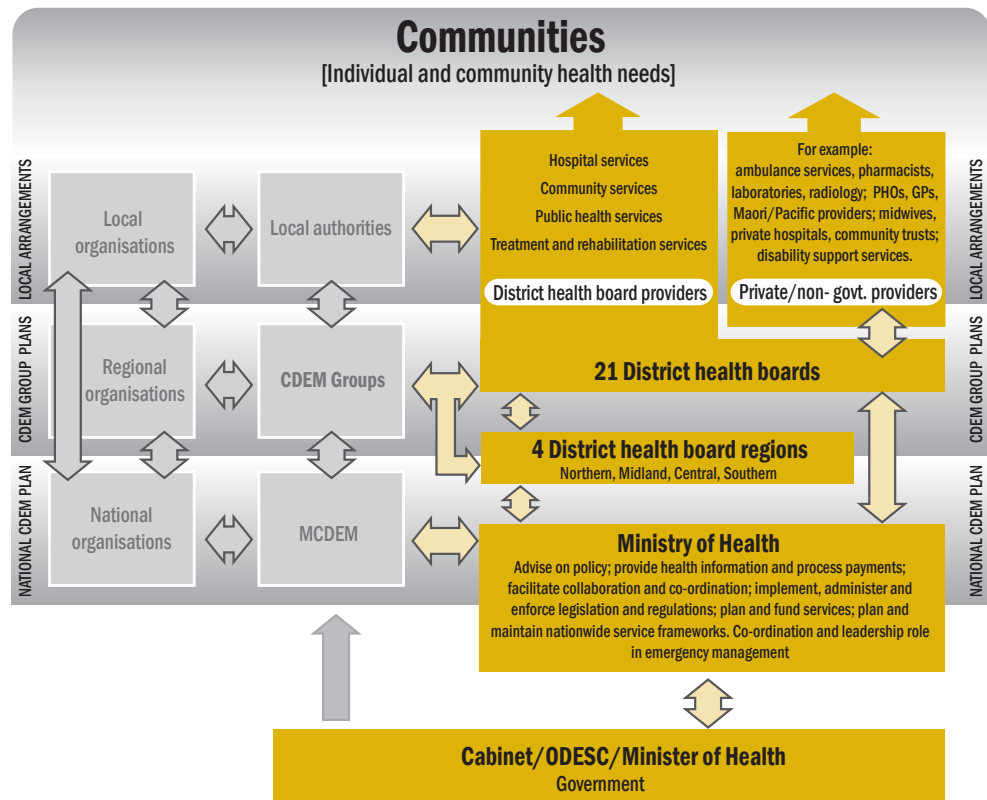 Communities
[Individual and community health needs]
LOCAL ARRANGEMENTS
Local
organisations
Local authorities
Hospital services
Community services
Public health services
Treatment and rehabilitation services
District health board providers
For example:
ambulance services, pharmacists,
laboratories, radiology; PHOs, GPs,
Maori/Pacific providers; midwives,
private hospitals, community trusts;
disability support services.
Private/non- govt. providers
LOCAL ARRANGEMENTS
CDEM GROUP PLANS
Regional
organisations
CDEM Groups
21 District health boards
4 District health board regions
Northern, Midland, Central, Southern
CDEM GROUP PLANS
NATIONAL CDEM PLAN
National
organisations
MCDEM
Ministry of Health
Advise on policy; provide health information and process payments;
facilitate collaboration and co-ordination; implement, administer and
enforce legislation and regulations; plan and fund services; plan and
maintain nationwide service frameworks. Co-ordination and leadership role
in emergency management
NATIONAL CDEM PLAN
Cabinet/ODESC/Minister of Health
Government